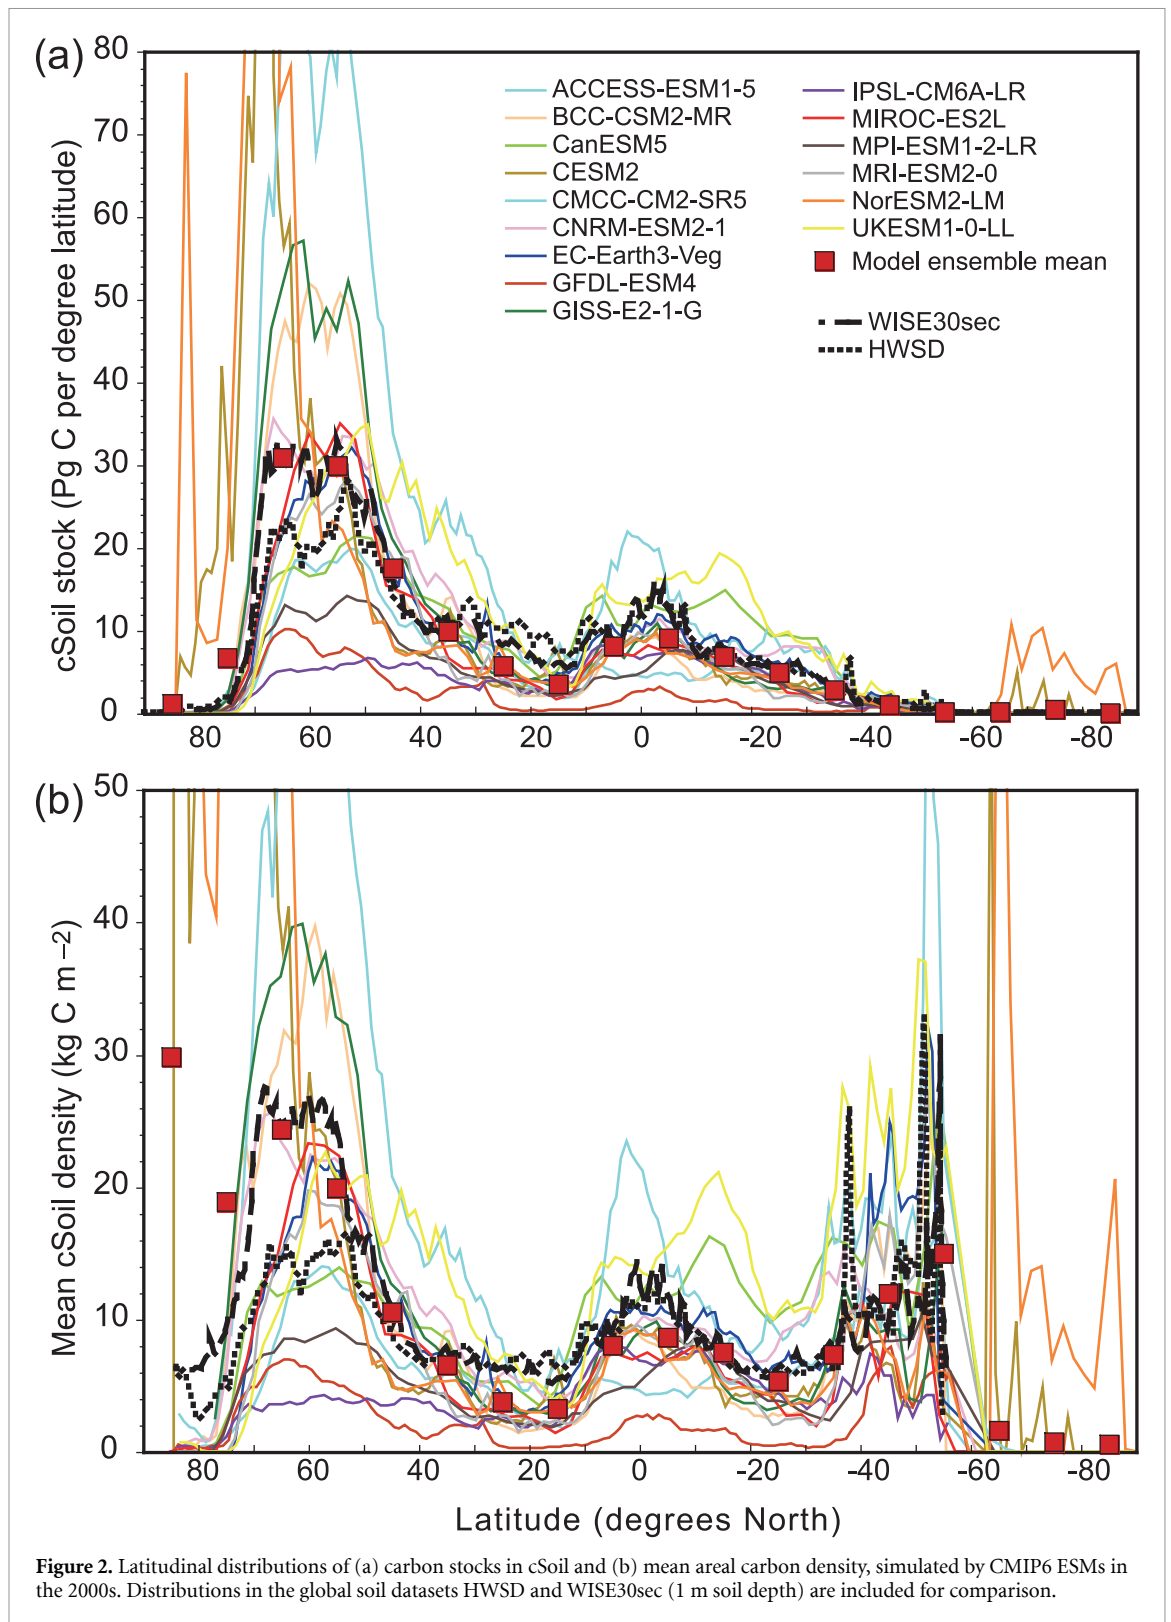 (a)
80
70
60
50
40
30
20
10
0
cSoil stock (Pg C per degree latitude)
ACCESS-ESM1-5
BCC-CSM2-MR
CanESM5
CESM2
CMCC-CM2-SR5
CNRM-ESM2-1
EC-Earth3-Veg
GFDL-ESM4
GISS-E2-1-G
IPSL-CM6A-LR
MIROC-ES2L
MPI-ESM1-2-LR
MRI-ESM2-0
NorESM2-LM
UKESM1-0-LL
Model ensemble mean
WISE30sec
HWSD
80 60 40 20 0 -20 -40 -60 -80
(b)
50
40
30
20
10
0
Mean cSoil density (kg C m−2)
80 60 40 20 0 -20 -40 -60 -80
Latitude (degrees North)
Figure 2. Latitudinal distributions of (a) carbon stocks in cSoil and (b) mean areal carbon density, simulated by CMIP6 ESMs in
the 2000s. Distributions in the global soil datasets HWSD and WISE30sec (1 m soil depth) are included for comparison.